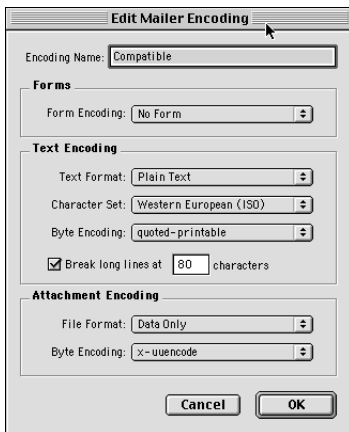 Edit Mailer Encoding
Encoding Name: Compatible
Forms
Form Encoding: No Form
Text Encoding
Text Format: Plain Text
Character Set: Western European (ISO)
Byte Encoding: quoted-printable
Break long lines at 80 characters
Attachment Encoding
File Format: Data Only
Byte Encoding: x-uuencode
Cancel OK